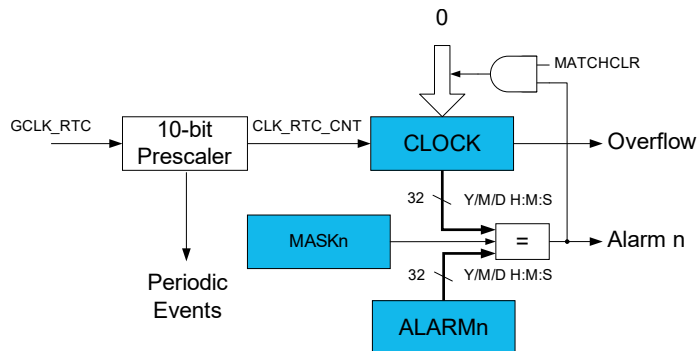 0
MATCHCLR
GCLK_RTC
10-bit
Prescaler
CLK_RTC_CNT
CLOCK
Overflow
32
Y/M/D H:M:S
MASKn
=
Alarm n
Periodic
Events
32
Y/M/D H:M:S
ALARMn